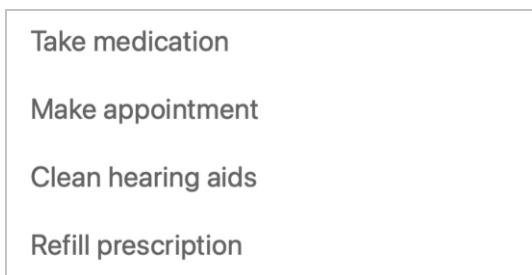 Take medication
Make appointment
Clean hearing aids
Refill prescription